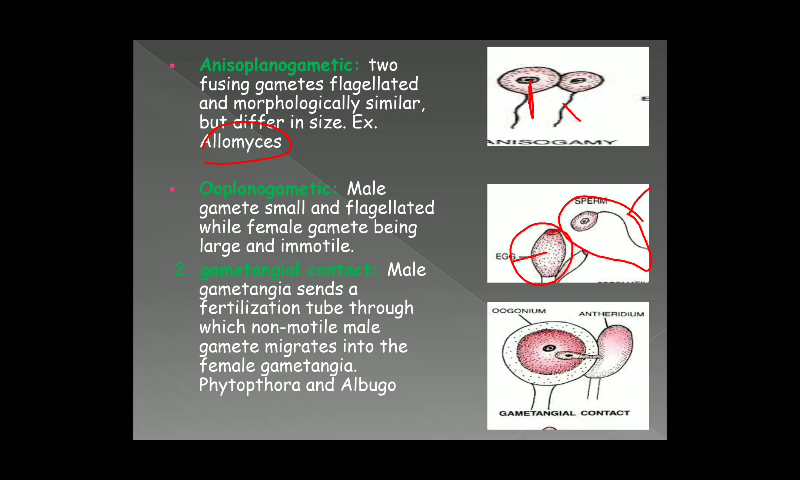 Anisoplanogametic: two
fusing gametes flagellated
and morphologically similar,
but differ in size. Ex.
Allomyces
ANISOGAMY
Ooplanogametic: Male
gamete small and flagellated
while female gamete being
large and immotile.
SPERM
EGG
2. gametangial contact: Male
gametangia sends a
fertilization tube through
which non-motile male
gamete migrates into the
female gametangia.
Phytopthora and Albugo
OOGONIUM
ANTHERIDIUM
GAMETANGIAL CONTACT